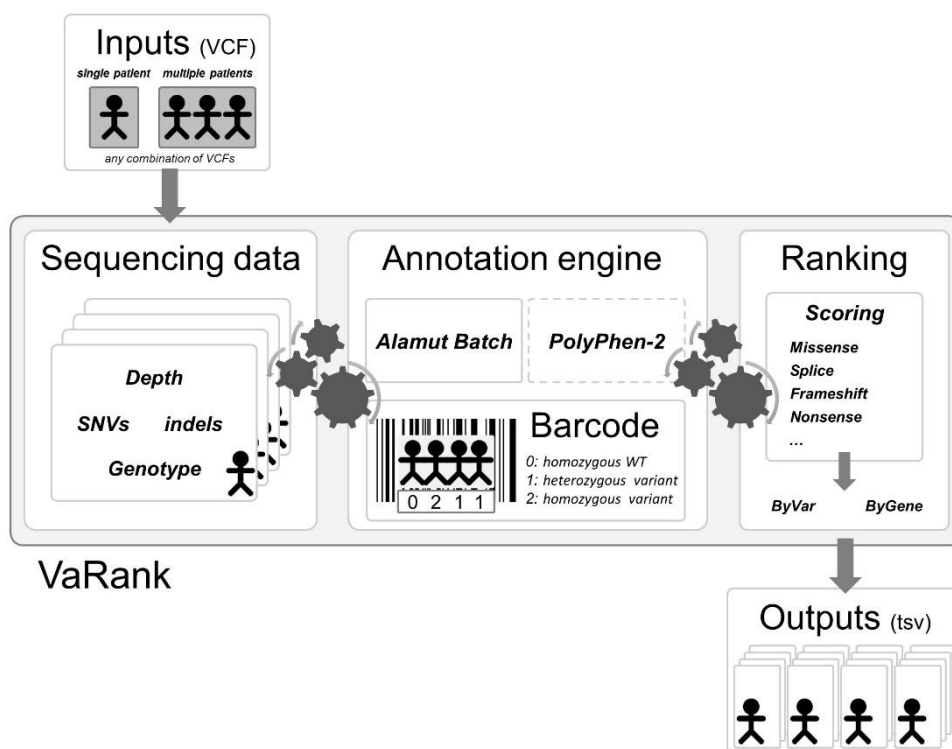 Inputs (VCF)
single patient multiple patients
any combination of VCFs
Sequencing data
Depth
SNVs indels
Genotype
Annotation engine
Alamut Batch PolyPhen-2
Barcode
0: homozygous WT
1: heterozygous variant
2: homozygous variant
0 2 1 1
Ranking
Scoring
Missense
Splice
Frameshift
Nonsense
...
ByVar ByGene
VaRank
Outputs (tsv)